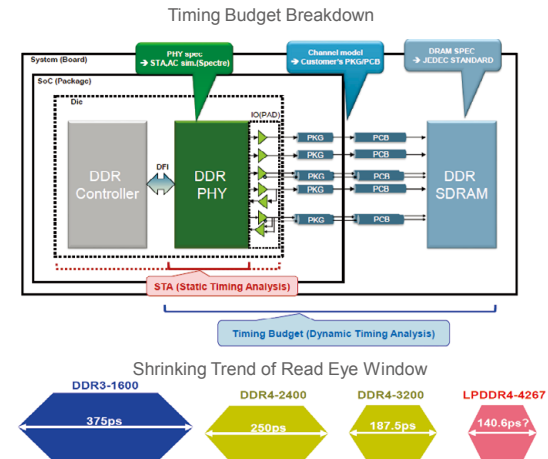 Timing Budget Breakdown
PHY spec
➔ STA,AC sim.(Spectre)
Channel model
➔ Customer's PKG/PCB
DRAM SPEC
➔ JCDEC STANDARD
System (Board)
SoC (Package)
Die
IO(PAD)
DDR
Controller
DFI
DDR
PHY
PKG
PCB
PKG
PCB
PKG
PCB
PKG
PCB
PKG
PCB
DDR
SDRAM
STA (Static Timing Analysis)
Timing Budget (Dynamic Timing Analysis)
Shrinking Trend of Read Eye Window
DDR3-1600
DDR4-2400
DDR4-3200
LPDDR4-4267
375ps
250ps
187.5ps
140.6ps?